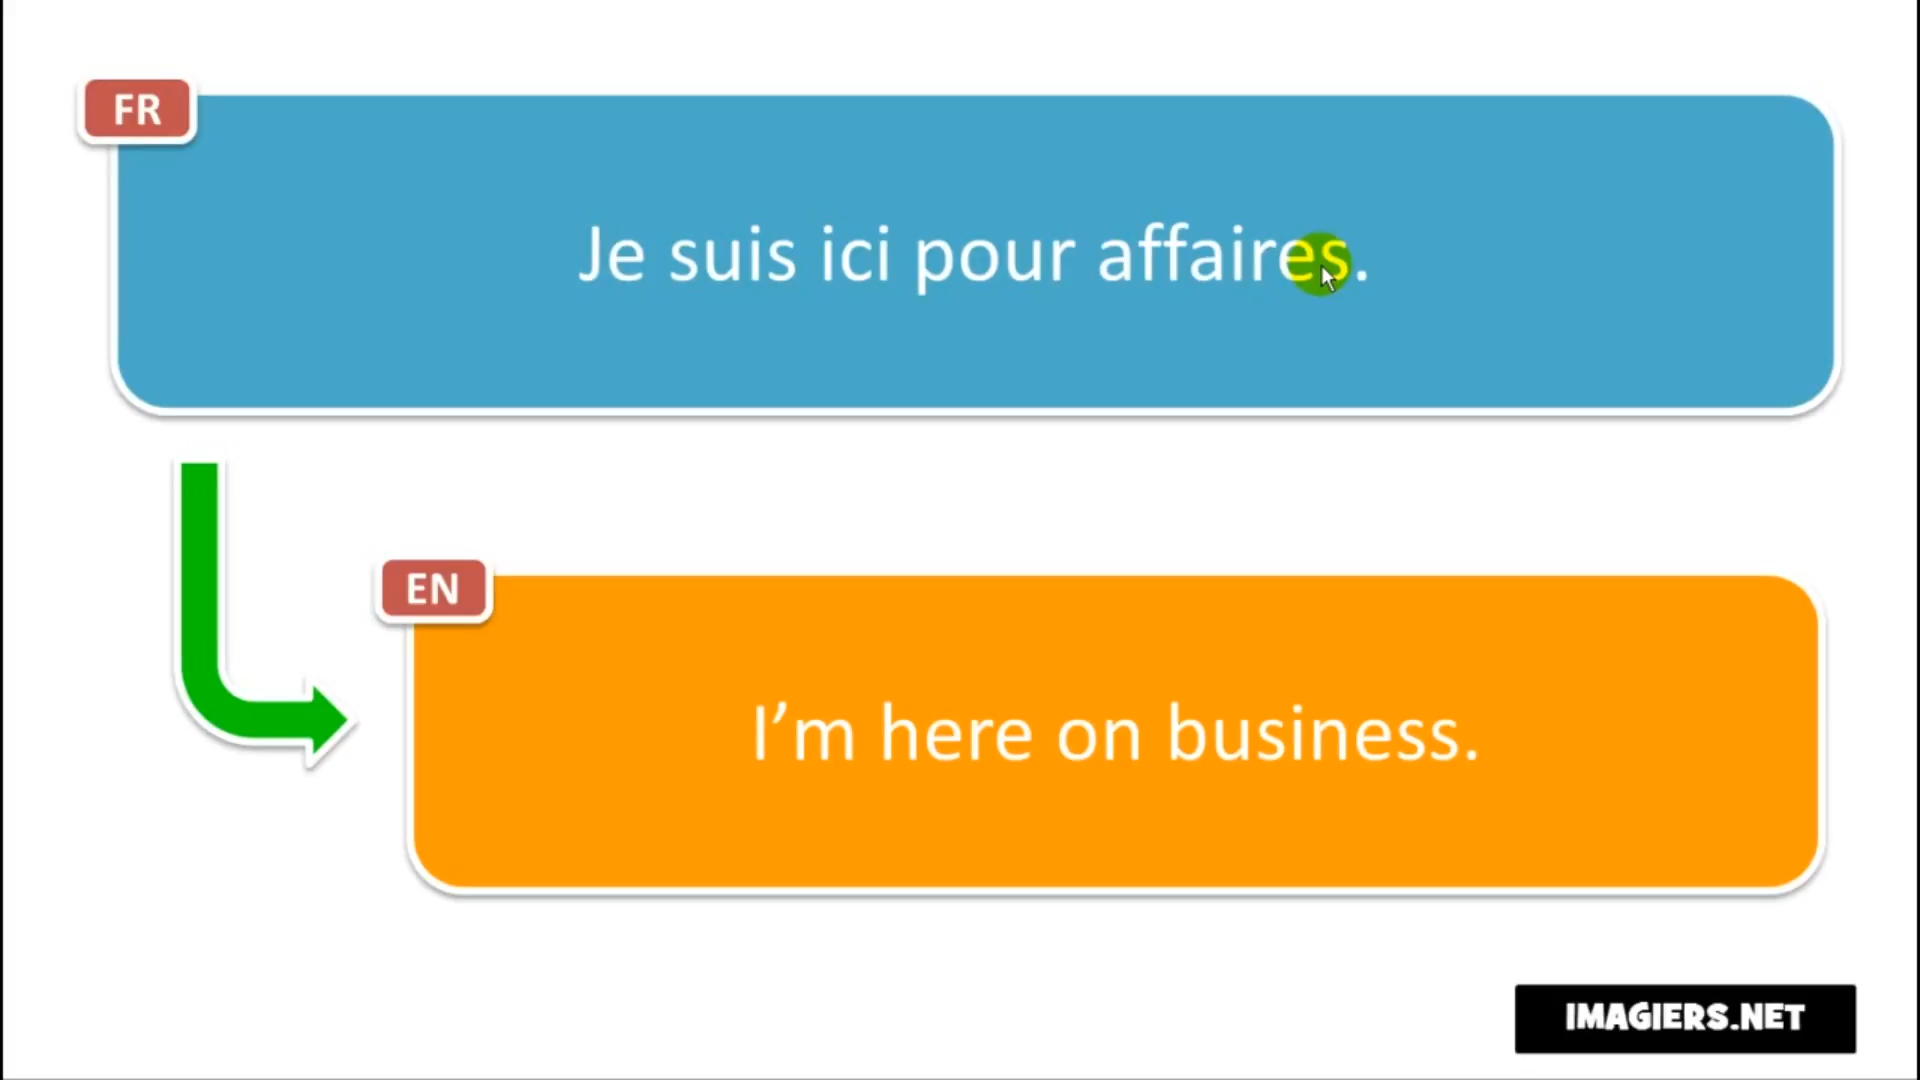 FR
Je suis ici pour affaires.
EN
I’m here on business.
IMAGIERS.NET